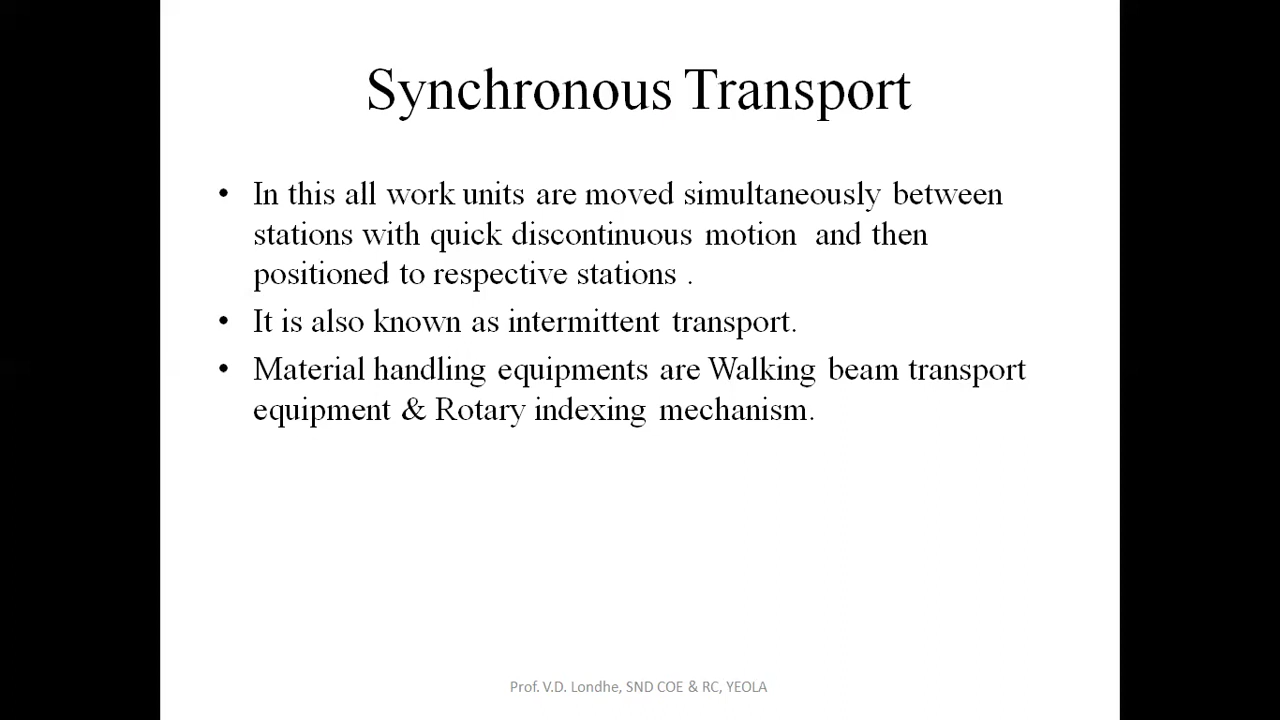 Synchronous Transport
• In this all work units are moved simultaneously between
stations with quick discontinuous motion and then
positioned to respective stations .
• It is also known as intermittent transport.
• Material handling equipments are Walking beam transport
equipment & Rotary indexing mechanism.
Prof. V.D. Londhe, SND COE & RC, YEOLA